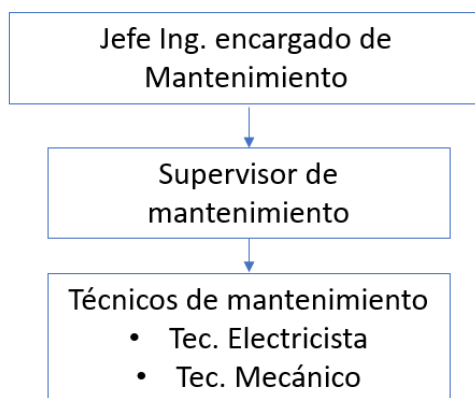 Jefe Ing. encargado de
Mantenimiento
Supervisor de
mantenimiento
Técnicos de mantenimiento
• Tec. Electricista
• Tec. Mecánico